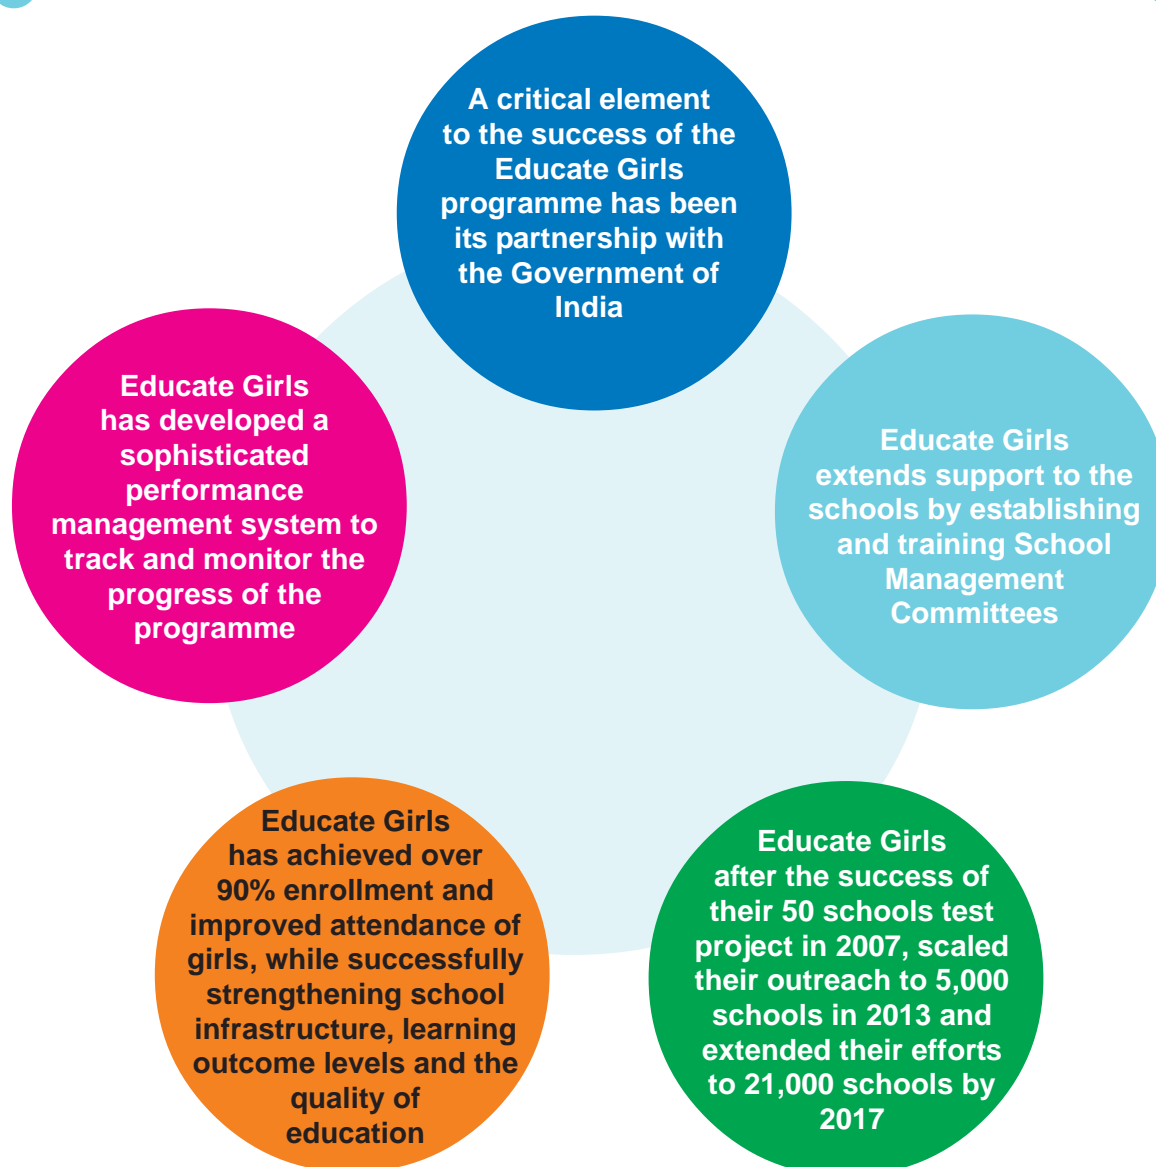 A critical element
to the success of the
Educate Girls
programme has been
its partnership with
the Government of
India
Educate Girls
has developed a
sophisticated
performance
management system to
track and monitor the
progress of the
programme
Educate Girls
extends support to the
schools by establishing
and training School
Management
Committees
Educate Girls
has achieved over
90% enrollment and
improved attendance of
girls, while successfully
strengthening school
infrastructure, learning
outcome levels and the
quality of
education
Educate Girls
after the success of
their 50 schools test
project in 2007, scaled
their outreach to 5,000
schools in 2013 and
extended their efforts
to 21,000 schools by
2017